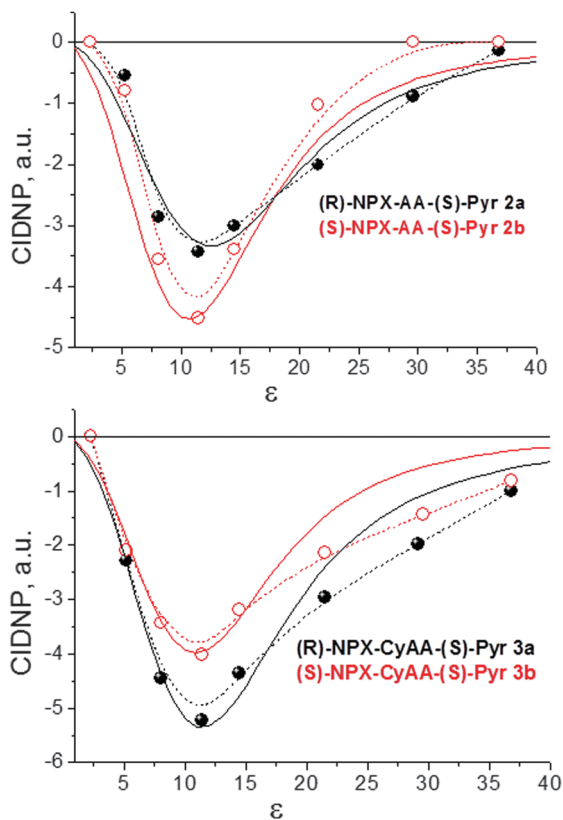 0
-1
-2
-3
-4
-5
CIDNP, a.u.
(R)-NPX-AA-(S)-Pyr 2a
(S)-NPX-AA-(S)-Pyr 2b
5 10 15 20 25 30 35 40
ε
0
-1
-2
-3
-4
-5
-6
CIDNP, a.u.
(R)-NPX-CyAA-(S)-Pyr 3a
(S)-NPX-CyAA-(S)-Pyr 3b
5 10 15 20 25 30 35 40
ε